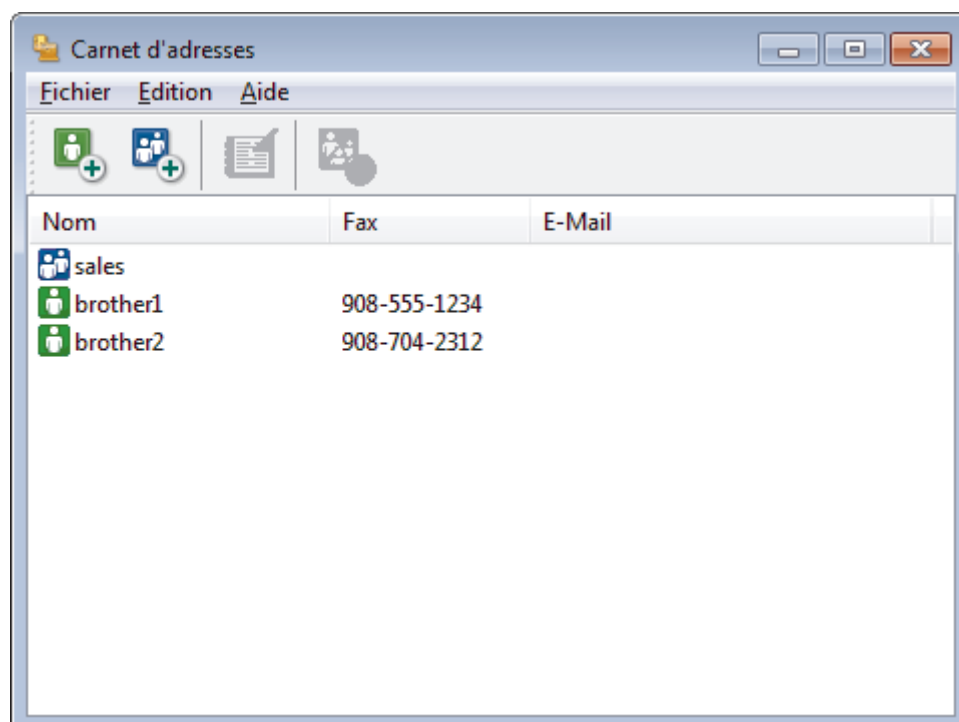 Carnet d'adresses
Fichier Edition Aide
Nom Fax E-Mail
sales
brother1 908-555-1234
brother2 908-704-2312